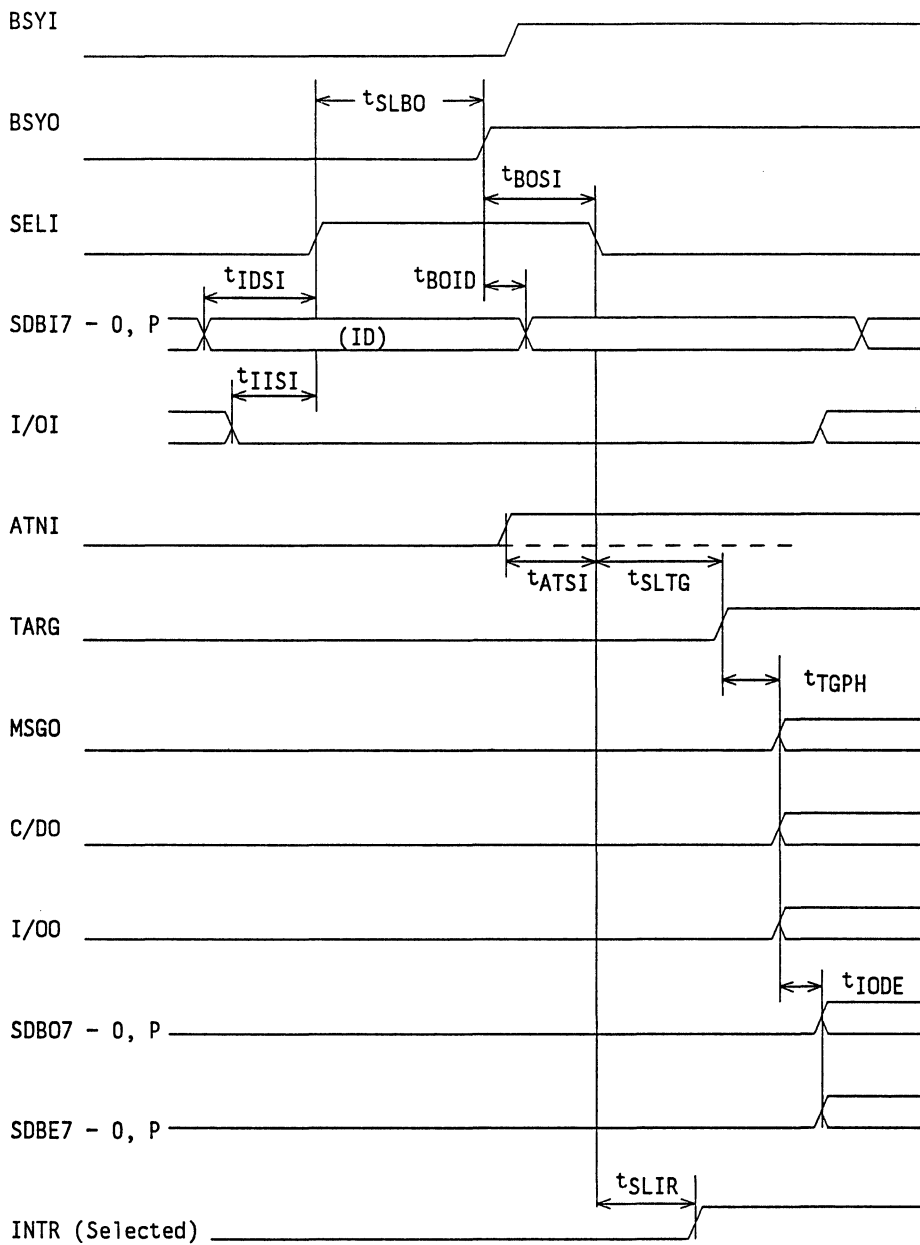 BSYI
tSLBO
BSYO
tBOSI
SELI
tIDSI
tBOID
SDBI7 - 0, P
(ID)
tIISI
I/OI
ATNI
tATSI
tSLTG
TARG
tTGPH
MSGO
C/DO
I/OO
tIODE
SDBO7 - 0, P
SDBE7 - 0, P
tSLIR
INTR (Selected)